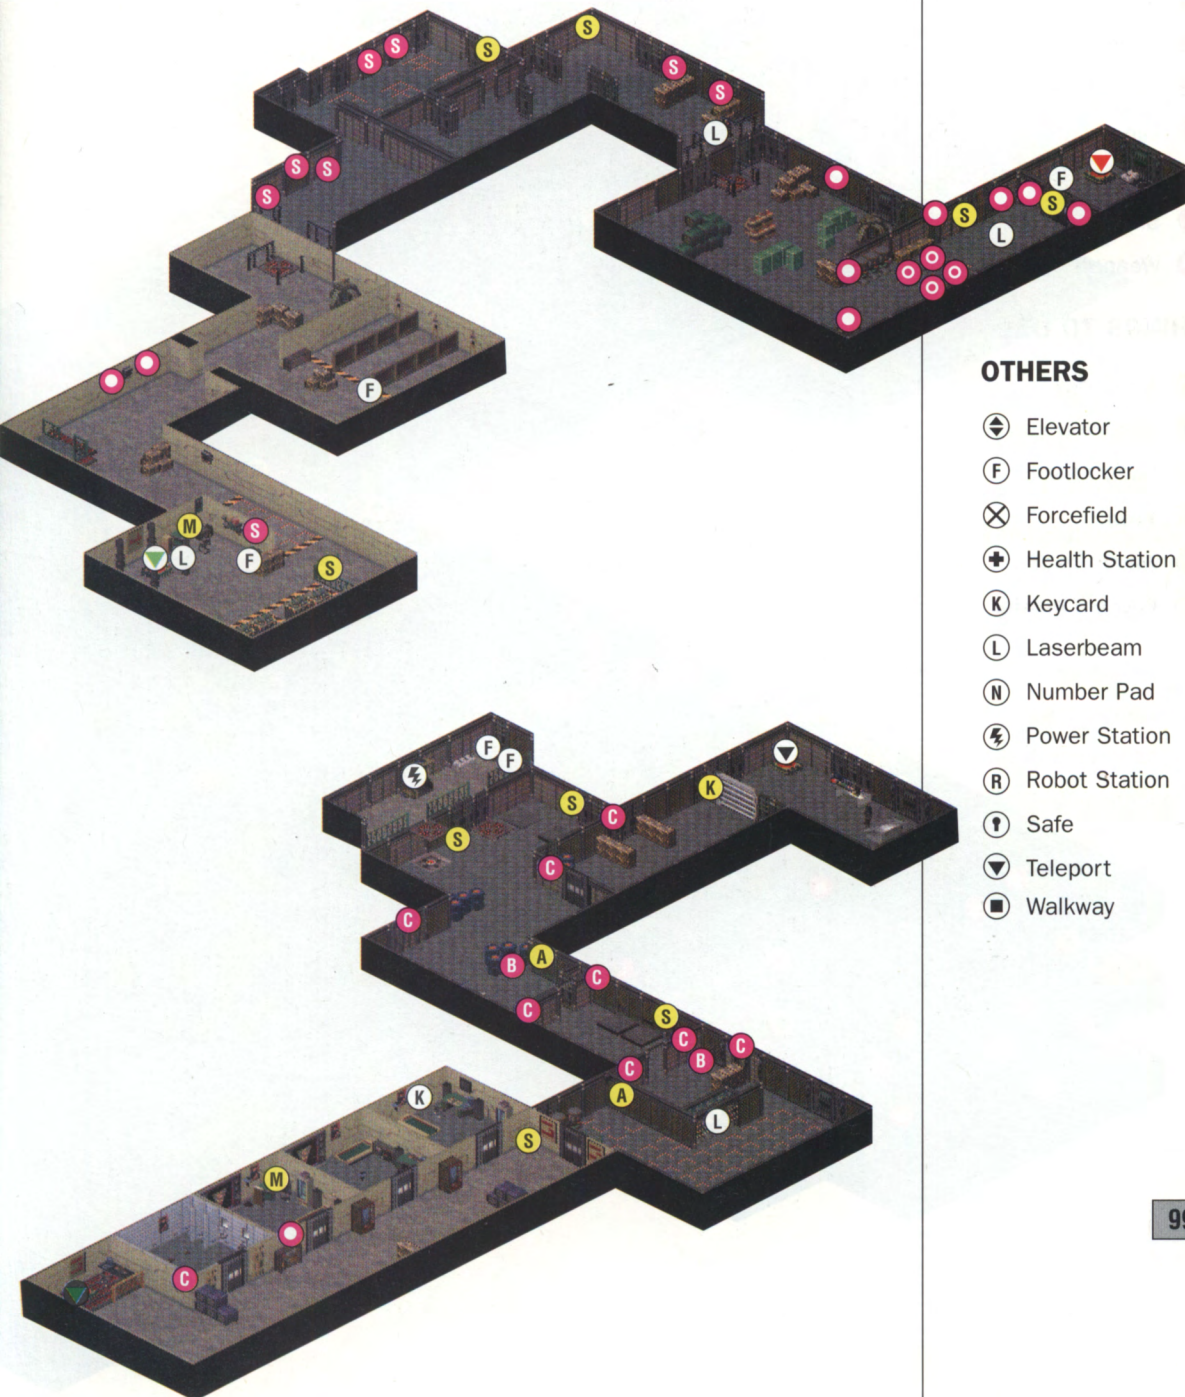 S
S
S
S
S
S
L
S
S
S
F
S
S
L
F
M
S
L
F
S
OTHERS
Elevator
F Footlocker
Forcefield
Health Station
K Keycard
L Laserbeam
N Number Pad
Power Station
R Robot Station
Safe
Teleport
Walkway
F
F
S
K
C
S
C
C
B
A
C
C
S
C
B
C
C
A
L
K
S
M
C